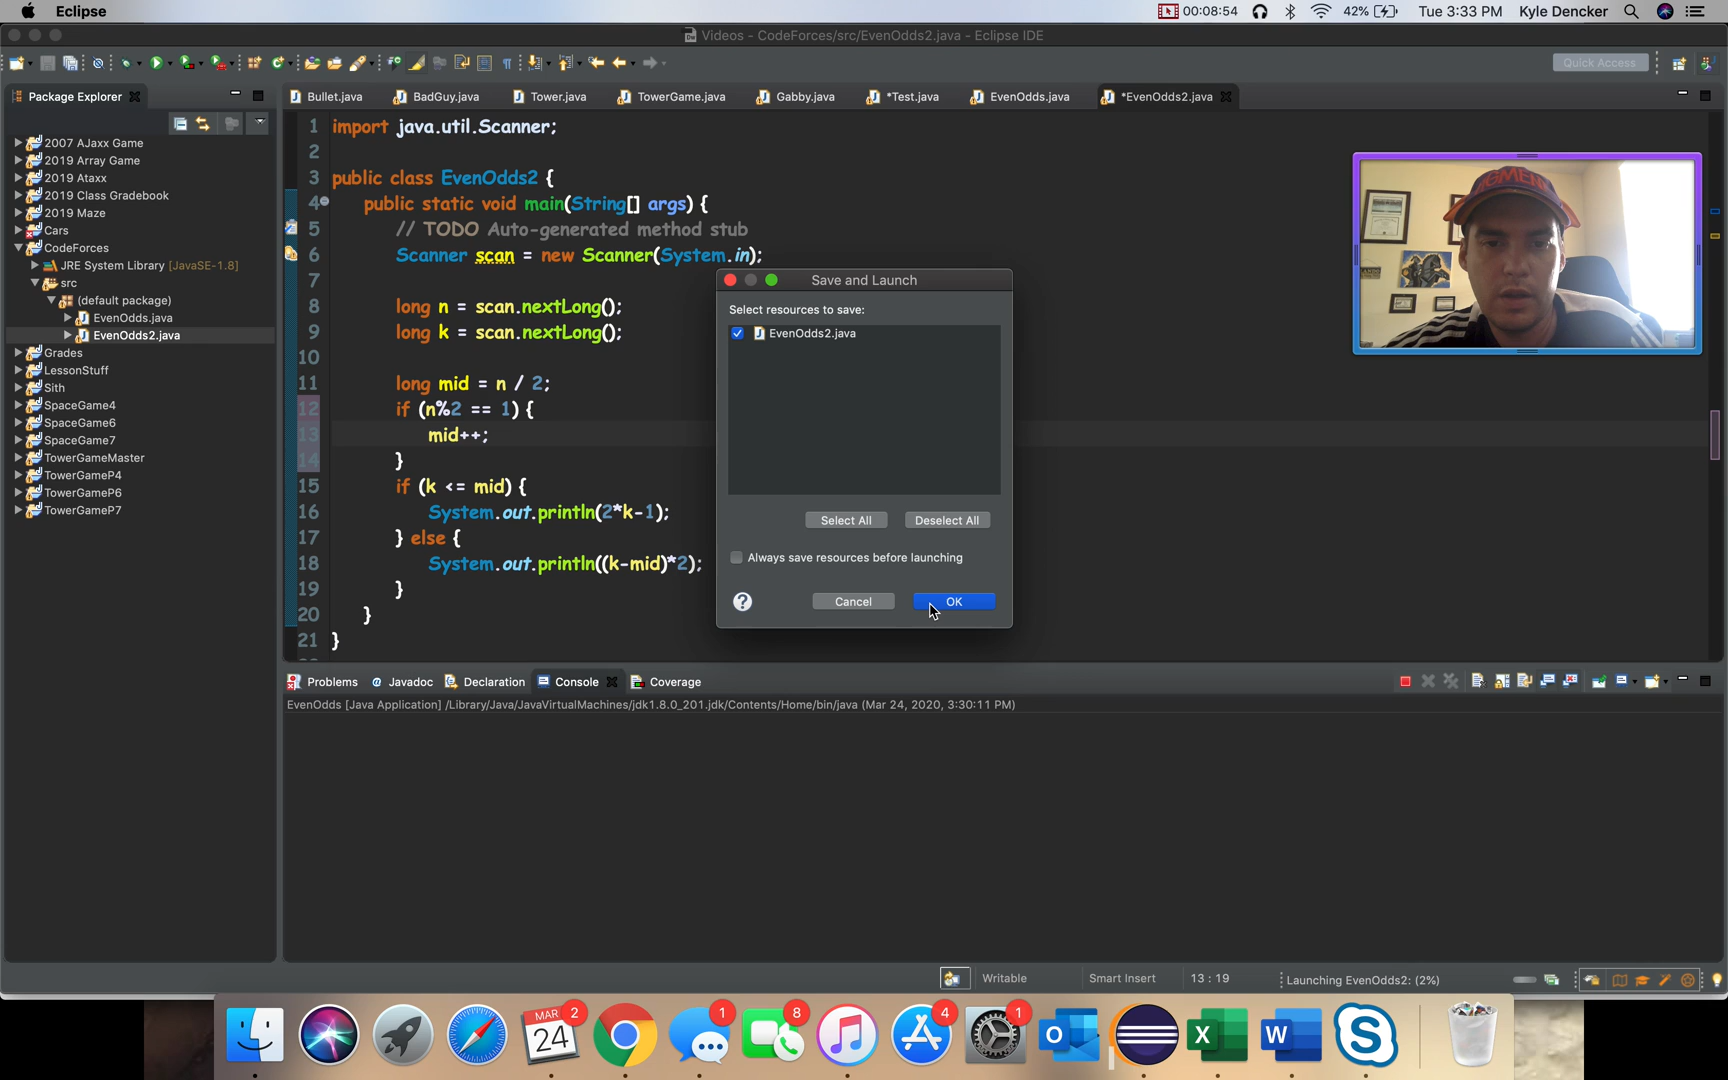 Eclipse
00:08:54
42%
Tue 3:33 PM
Kyle Dencker
Videos - CodeForces/src/EvenOdds2.java - Eclipse IDE
Quick Access
Package Explorer
Bullet.java
BadGuy.java
Tower.java
TowerGame.java
Gabby.java
*Test.java
EvenOdds.java
*EvenOdds2.java
2007 AJaxx Game
2019 Array Game
2019 Ataxx
2019 Class Gradebook
2019 Maze
Cars
CodeForces
JRE System Library [JavaSE-1.8]
src
(default package)
EvenOdds.java
EvenOdds2.java
Grades
LessonStuff
Sith
SpaceGame4
SpaceGame6
SpaceGame7
TowerGameMaster
TowerGameP4
TowerGameP6
TowerGameP7
1 import java.util.Scanner;
2
3 public class EvenOdds2 {
4 public static void main(String[] args) {
5 // TODO Auto-generated method stub
6 Scanner scan = new Scanner(System.in);
7
8 long n = scan.nextLong();
9 long k = scan.nextLong();
10
11 long mid = n / 2;
12 if (n%2 == 1) {
13 mid++;
14 }
15 if (k <= mid) {
16 System.out.println(2*k-1);
17 } else {
18 System.out.println((k-mid)*2);
19 }
20 }
21 }
Save and Launch
Select resources to save:
EvenOdds2.java
Select All
Deselect All
Always save resources before launching
?
Cancel
OK
Problems
Javadoc
Declaration
Console
Coverage
EvenOdds [Java Application] /Library/Java/JavaVirtualMachines/jdk1.8.0_201.jdk/Contents/Home/bin/java (Mar 24, 2020, 3:30:11 PM)
Writable
Smart Insert
13 : 19
Launching EvenOdds2: (2%)
MAR
24
2
1
8
4
1